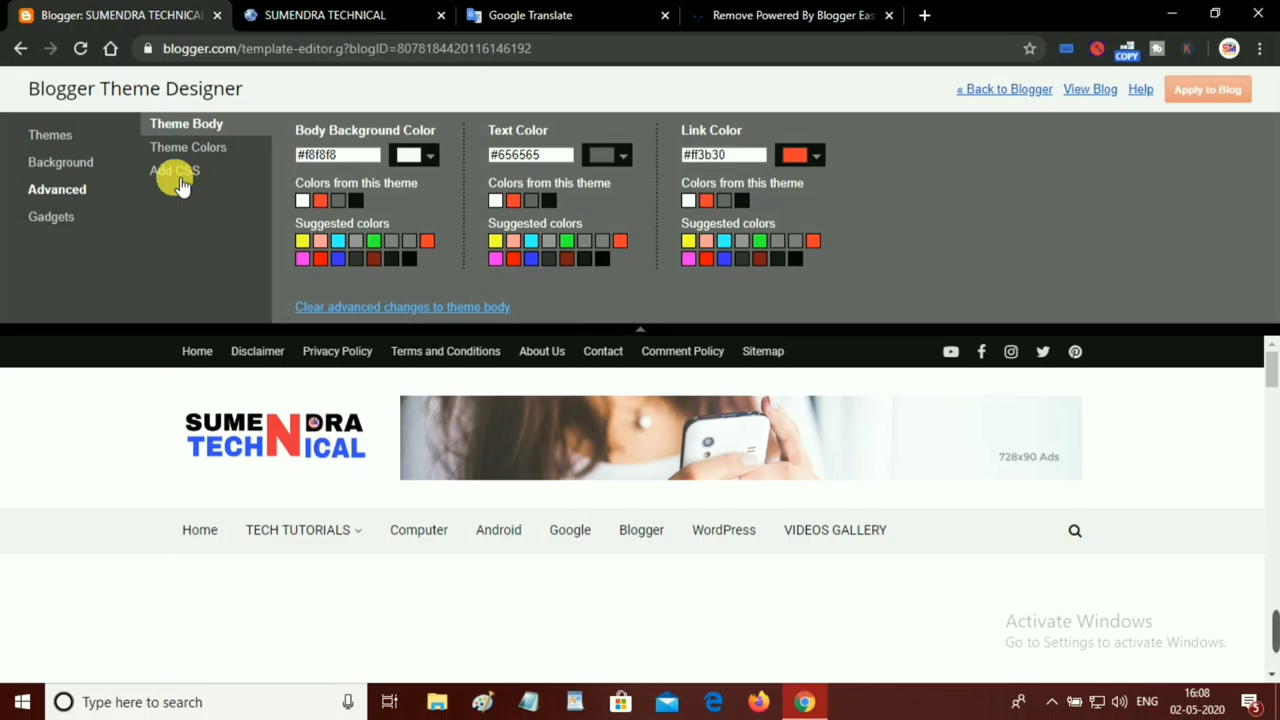 Blogger: SUMENDRA TECHNICAL
SUMENDRA TECHNICAL
Google Translate
Remove Powered By Blogger Eas
blogger.com/template-editor.g?blogID=8078184420116146192
COPY
Blogger Theme Designer
« Back to Blogger
View Blog
Help
Apply to Blog
Themes
Background
Advanced
Gadgets
Theme Body
Theme Colors
Add CSS
Body Background Color
#f8f8f8
Colors from this theme
Suggested colors
Text Color
#656565
Colors from this theme
Suggested colors
Link Color
#ff3b30
Colors from this theme
Suggested colors
Clear advanced changes to theme body
Home Disclaimer Privacy Policy Terms and Conditions About Us Contact Comment Policy Sitemap
SUMENDRA
TECHNICAL
728x90 Ads
Home TECH TUTORIALS Computer Android Google Blogger WordPress VIDEOS GALLERY
Activate Windows
Go to Settings to activate Windows.
Type here to search
ENG
16:08
02-05-2020
5